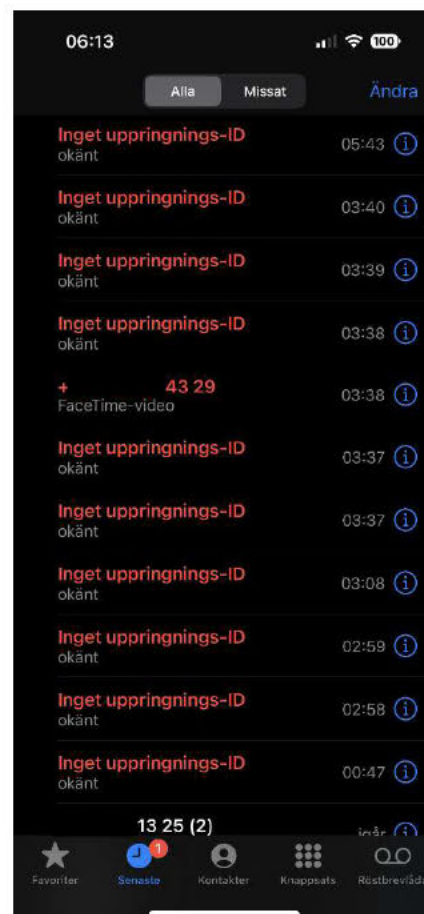 06:13
100
Alla Missat Ändra
Inget uppringnings-ID 05:43
okänt
Inget uppringnings-ID 03:40
okänt
Inget uppringnings-ID 03:39
okänt
Inget uppringnings-ID 03:38
okänt
+ 43 29 03:38
FaceTime-video
Inget uppringnings-ID 03:37
okänt
Inget uppringnings-ID 03:37
okänt
Inget uppringnings-ID 03:08
okänt
Inget uppringnings-ID 02:59
okänt
Inget uppringnings-ID 02:58
okänt
Inget uppringnings-ID 00:47
okänt
13 25 (2) igår
1
Favoriter Senaste Kontakter Knappsats Röstbrevlåda